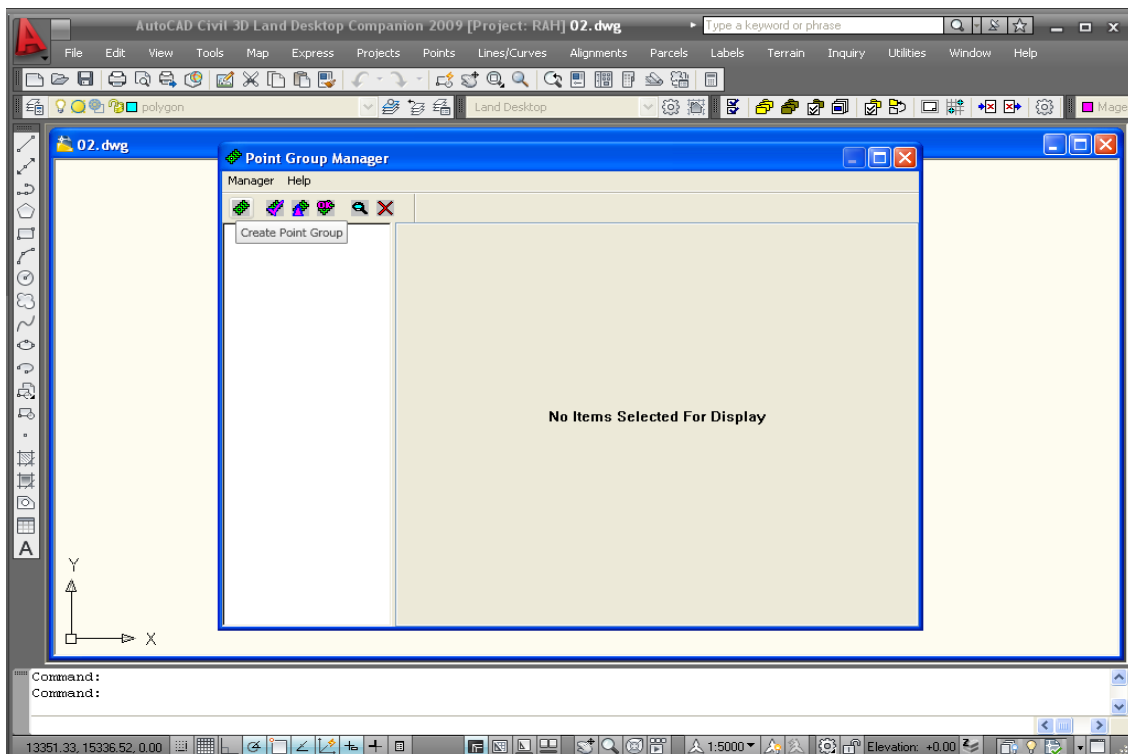 AutoCAD Civil 3D Land Desktop Companion 2009 [Project: RAH] 02.dwg
Type a keyword or phrase
File Edit View Tools Map Express Projects Points Lines/Curves Alignments Parcels Labels Terrain Inquiry Utilities Window Help
polygon
Land Desktop
Mage
02.dwg
Point Group Manager
Manager Help
Create Point Group
No Items Selected For Display
A
Y
X
Command:
Command:
13351.33, 15336.52, 0.00
1:5000
Elevation: +0.00